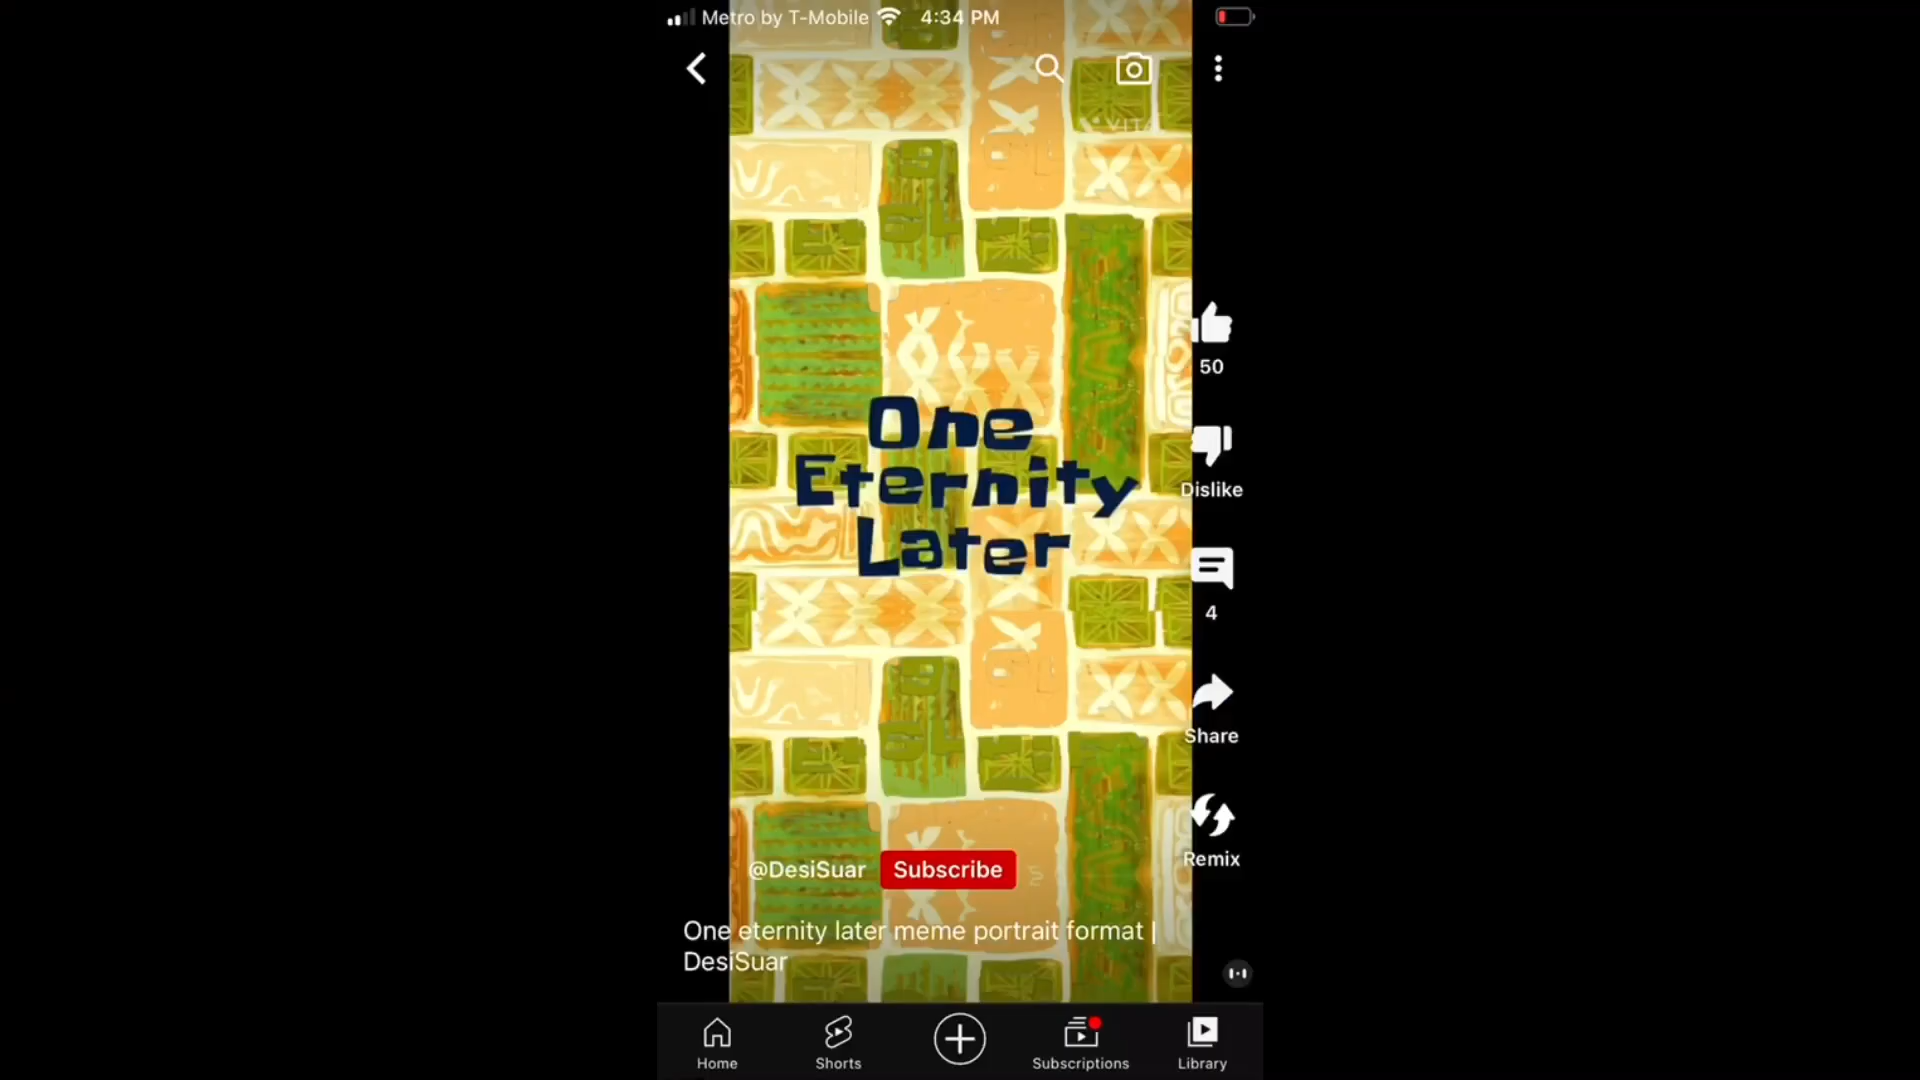 Metro by T-Mobile 4:34 PM
VITA
One
Eternity
Later
50
Dislike
4
Share
Remix
@DesiSuar Subscribe
One eternity later meme portrait format |
DesiSuar
Home Shorts Subscriptions Library